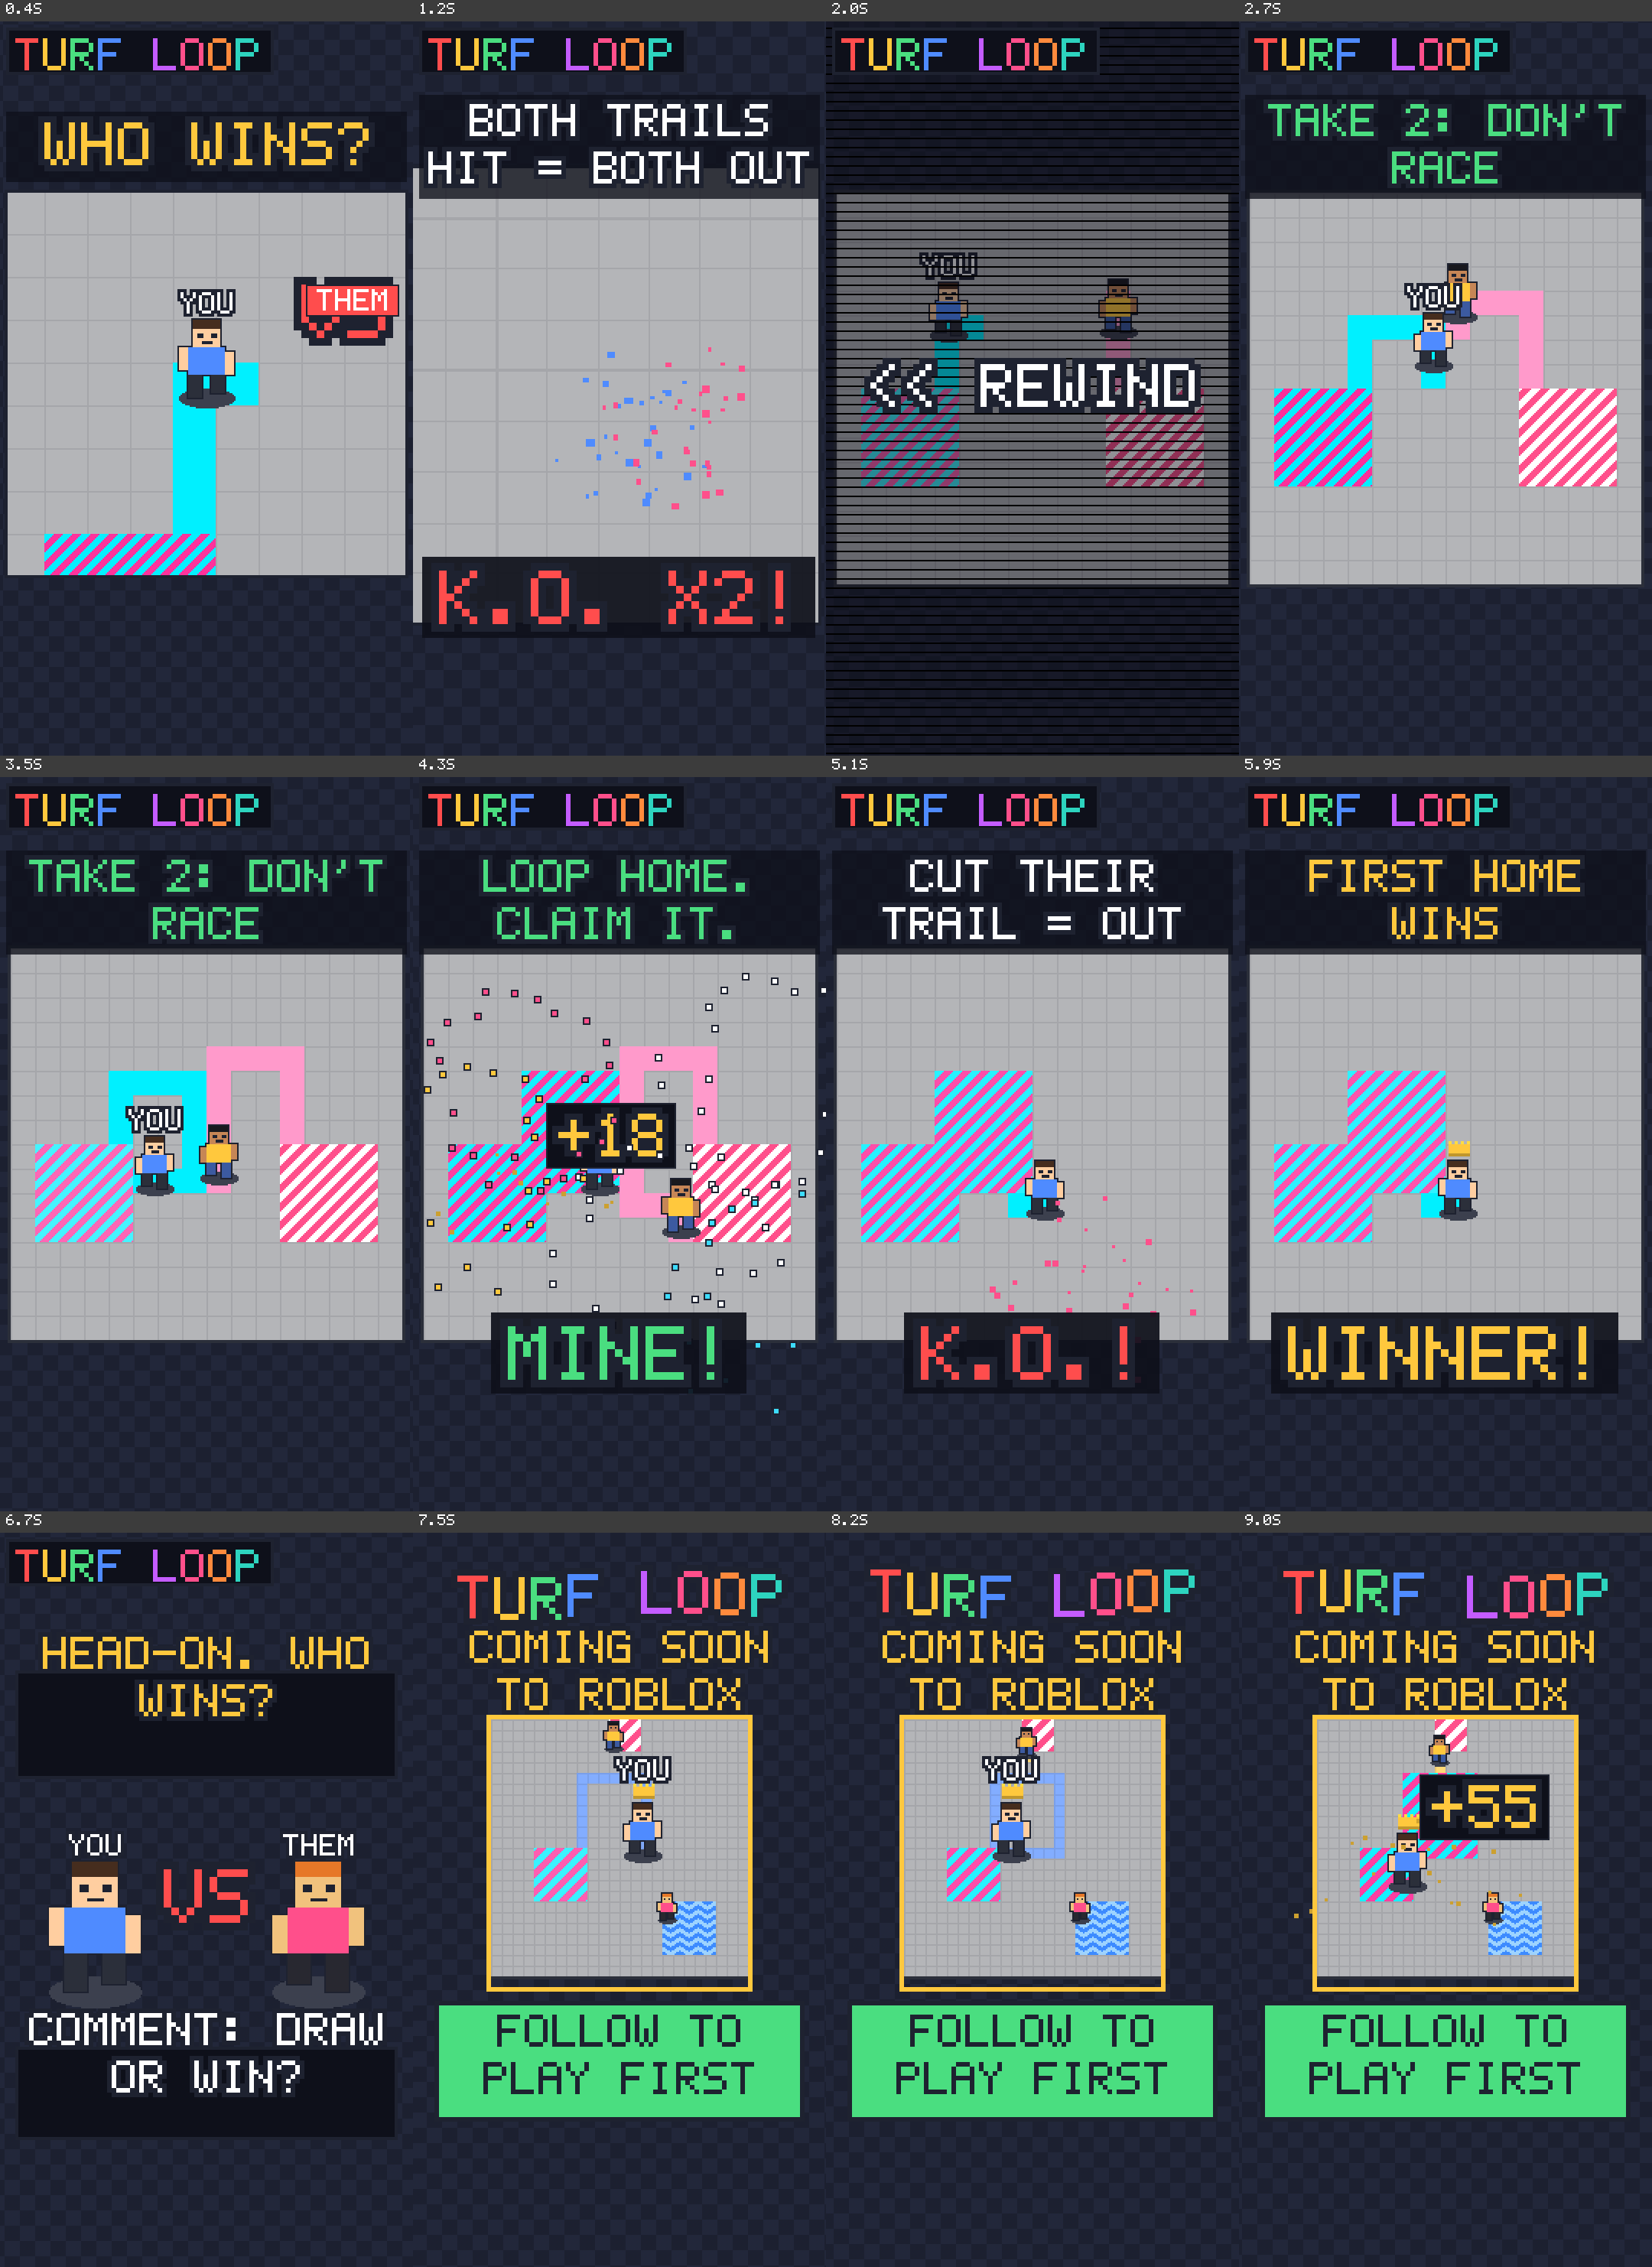 0.4S
TURF LOOP
WHO WINS?
YOU
THEM
1.2S
TURF LOOP
BOTH TRAILS
HIT = BOTH OUT
K.O. X2!
2.0S
TURF LOOP
YOU
<< REWIND
2.7S
TURF LOOP
TAKE 2: DON'T
RACE
YOU
3.5S
TURF LOOP
TAKE 2: DON'T
RACE
YOU
4.3S
TURF LOOP
LOOP HOME.
CLAIM IT.
+18
MINE!
5.1S
TURF LOOP
CUT THEIR
TRAIL = OUT
K.O.!
5.9S
TURF LOOP
FIRST HOME
WINS
WINNER!
6.7S
TURF LOOP
HEAD-ON. WHO
WINS?
YOU
VS
THEM
COMMENT: DRAW
OR WIN?
7.5S
TURF LOOP
COMING SOON
TO ROBLOX
YOU
FOLLOW TO
PLAY FIRST
8.2S
TURF LOOP
COMING SOON
TO ROBLOX
YOU
FOLLOW TO
PLAY FIRST
9.0S
TURF LOOP
COMING SOON
TO ROBLOX
+55
FOLLOW TO
PLAY FIRST